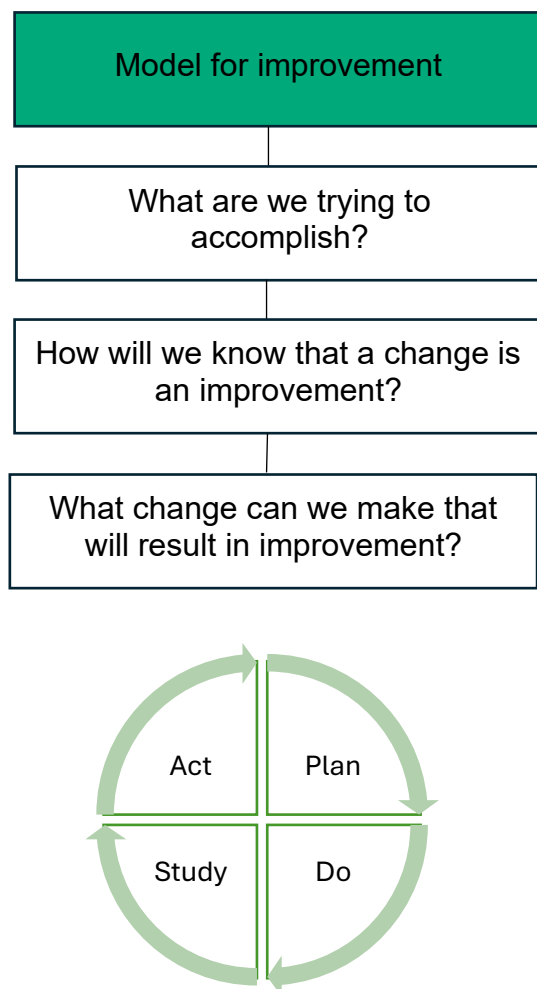 Model for improvement
What are we trying to
accomplish?
How will we know that a change is
an improvement?
What change can we make that
will result in improvement?
Act
Plan
Study
Do